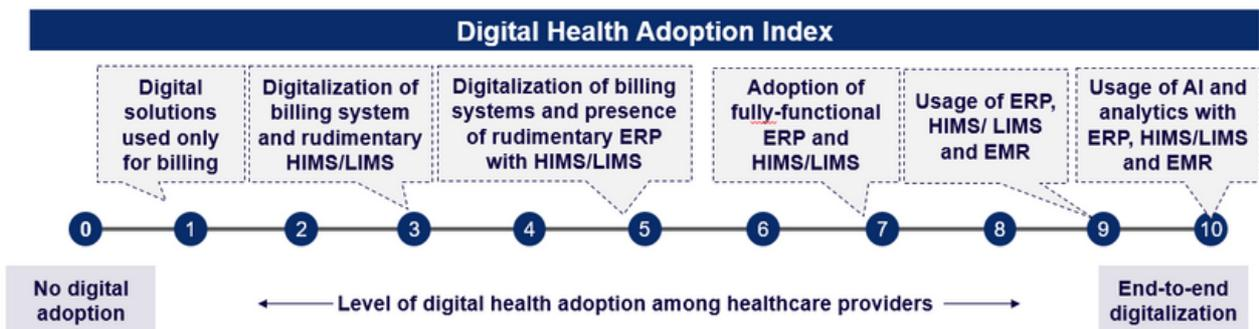 Digital Health Adoption Index
Digital
solutions
used only
for billing
Digitalization of
billing system
and rudimentary
HIMS/LIMS
Digitalization of billing
systems and presence
of rudimentary ERP
with HIMS/LIMS
Adoption of
fully-functional
ERP and
HIMS/LIMS
Usage of ERP,
HIMS/ LIMS
and EMR
Usage of AI and
analytics with
ERP, HIMS/LIMS
and EMR
0 1 2 3 4 5 6 7 8 9 10
No digital
adoption
Level of digital health adoption among healthcare providers
End-to-end
digitalization